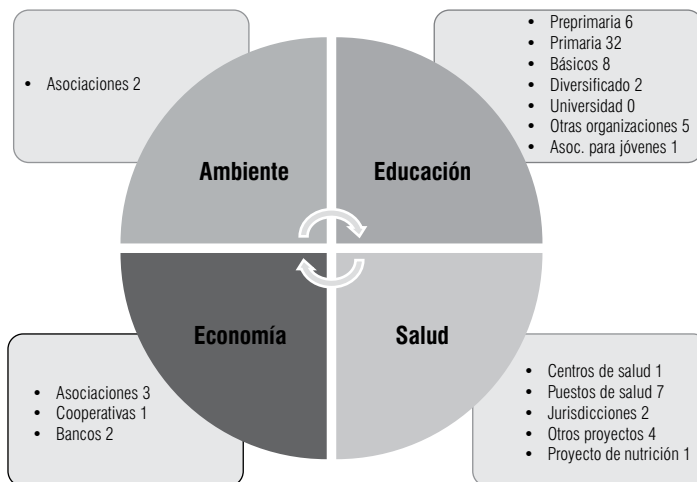 • Asociaciones 2
Ambiente
• Preprimaria 6
• Primaria 32
• Básicos 8
• Diversificado 2
• Universidad 0
• Otras organizaciones 5
• Asoc. para jóvenes 1
Educación
Economía
• Asociaciones 3
• Cooperativas 1
• Bancos 2
Salud
• Centros de salud 1
• Puestos de salud 7
• Jurisdicciones 2
• Otros proyectos 4
• Proyecto de nutrición 1